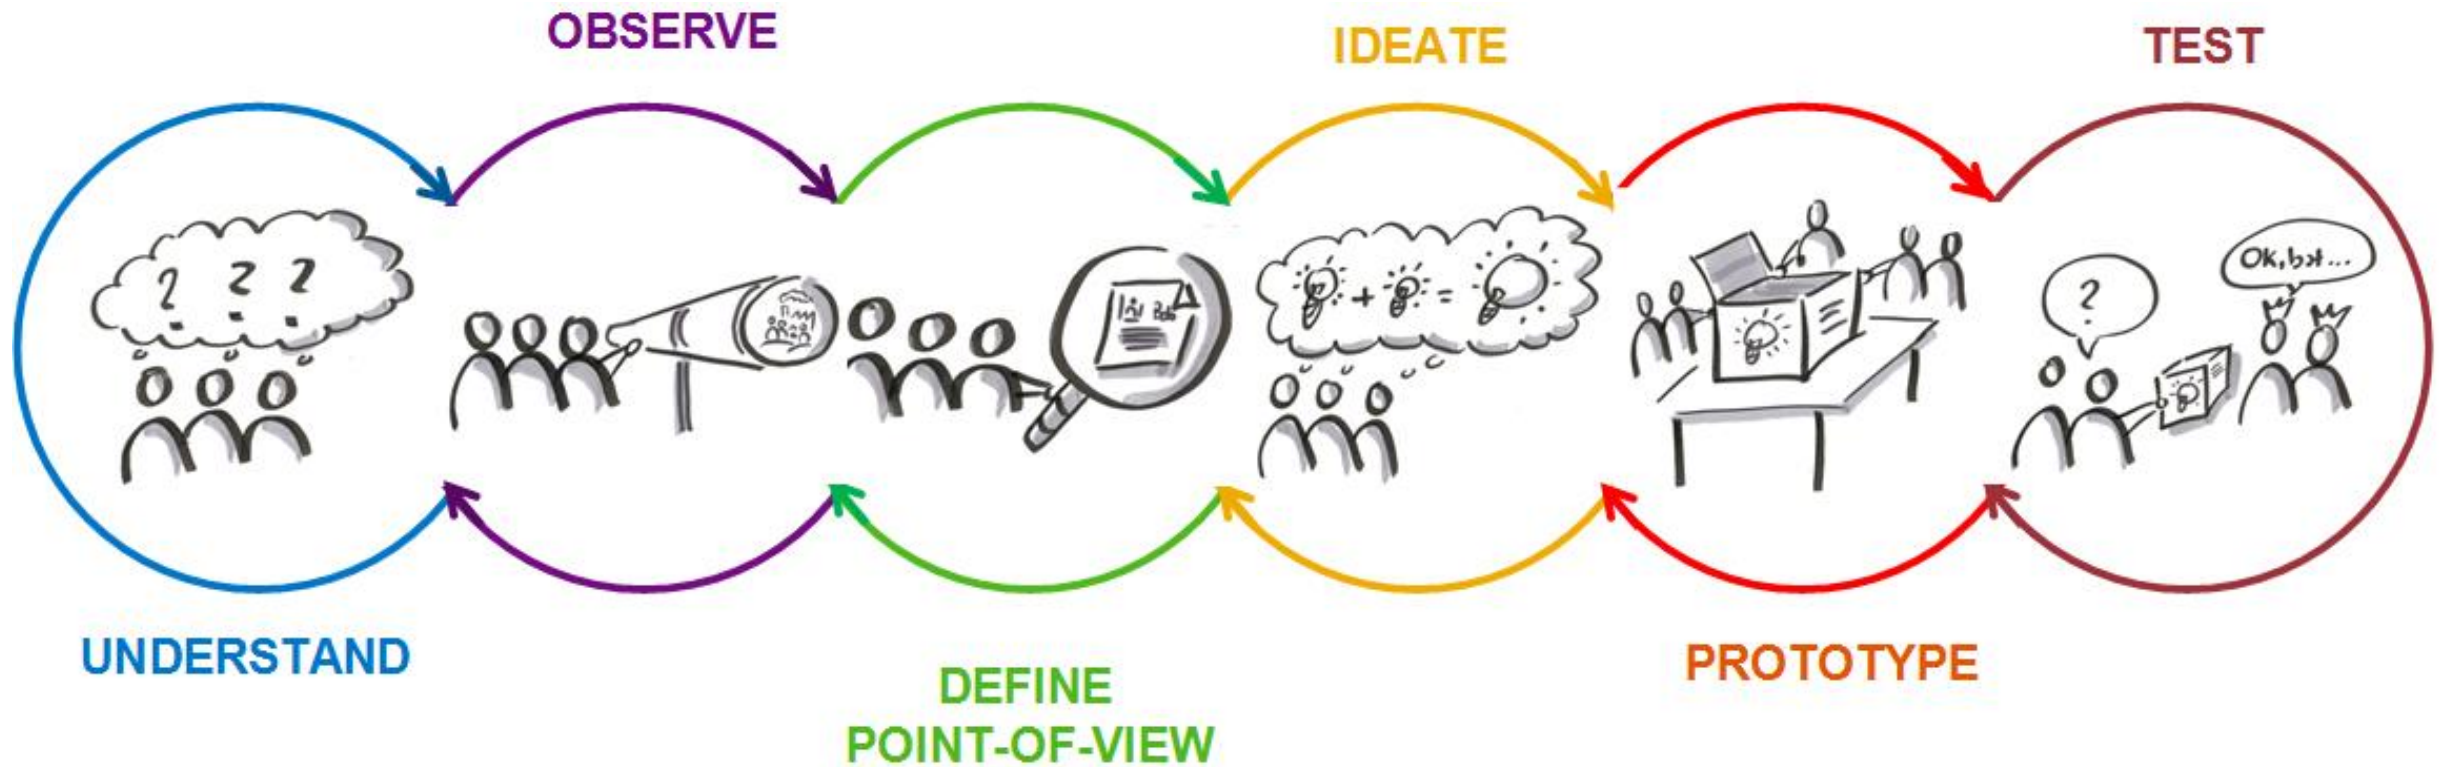 OBSERVE
IDEATE
TEST
? ? ?
?
Ok, but...
UNDERSTAND
DEFINE
POINT-OF-VIEW
PROTOTYPE